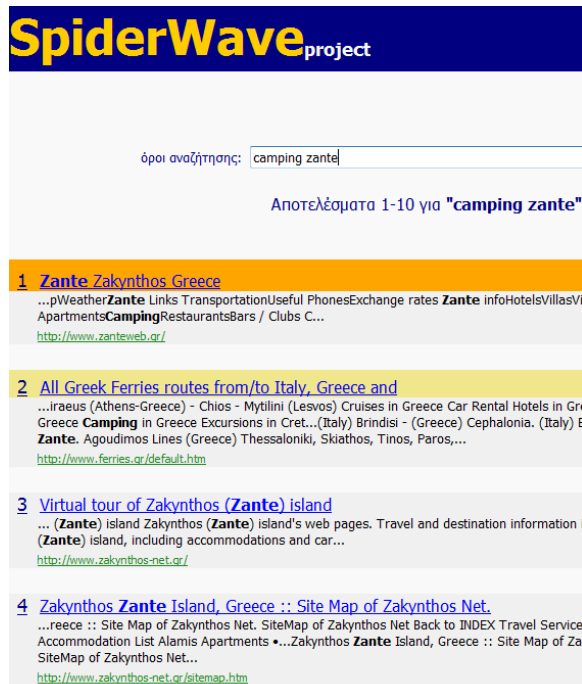 SpiderWave project
όροι αναζήτησης: camping zante
Αποτελέσματα 1-10 για "camping zante"
1 Zante Zakynthos Greece
...pWeatherZante Links TransportationUseful PhonesExchange rates Zante infoHotelsVillasVi
ApartmentsCampingRestaurantsBars / Clubs C...
http://www.zanteweb.gr/
2 All Greek Ferries routes from/to Italy, Greece and
...iraeus (Athens-Greece) - Chios - Mytilini (Lesvos) Cruises in Greece Car Rental Hotels in Gre
Greece Camping in Greece Excursions in Cret...(Italy) Brindisi - (Greece) Cephalonia. (Italy) B
Zante. Agoudimos Lines (Greece) Thessaloniki, Skiathos, Tinos, Paros,...
http://www.ferries.gr/default.htm
3 Virtual tour of Zakynthos (Zante) island
... (Zante) island Zakynthos (Zante) island's web pages. Travel and destination information
(Zante) island, including accommodations and car...
http://www.zakynthos-net.gr/
4 Zakynthos Zante Island, Greece :: Site Map of Zakynthos Net.
...reece :: Site Map of Zakynthos Net. SiteMap of Zakynthos Net Back to INDEX Travel Service
Accommodation List Alamis Apartments •...Zakynthos Zante Island, Greece :: Site Map of Za
SiteMap of Zakynthos Net...
http://www.zakynthos-net.gr/sitemap.htm